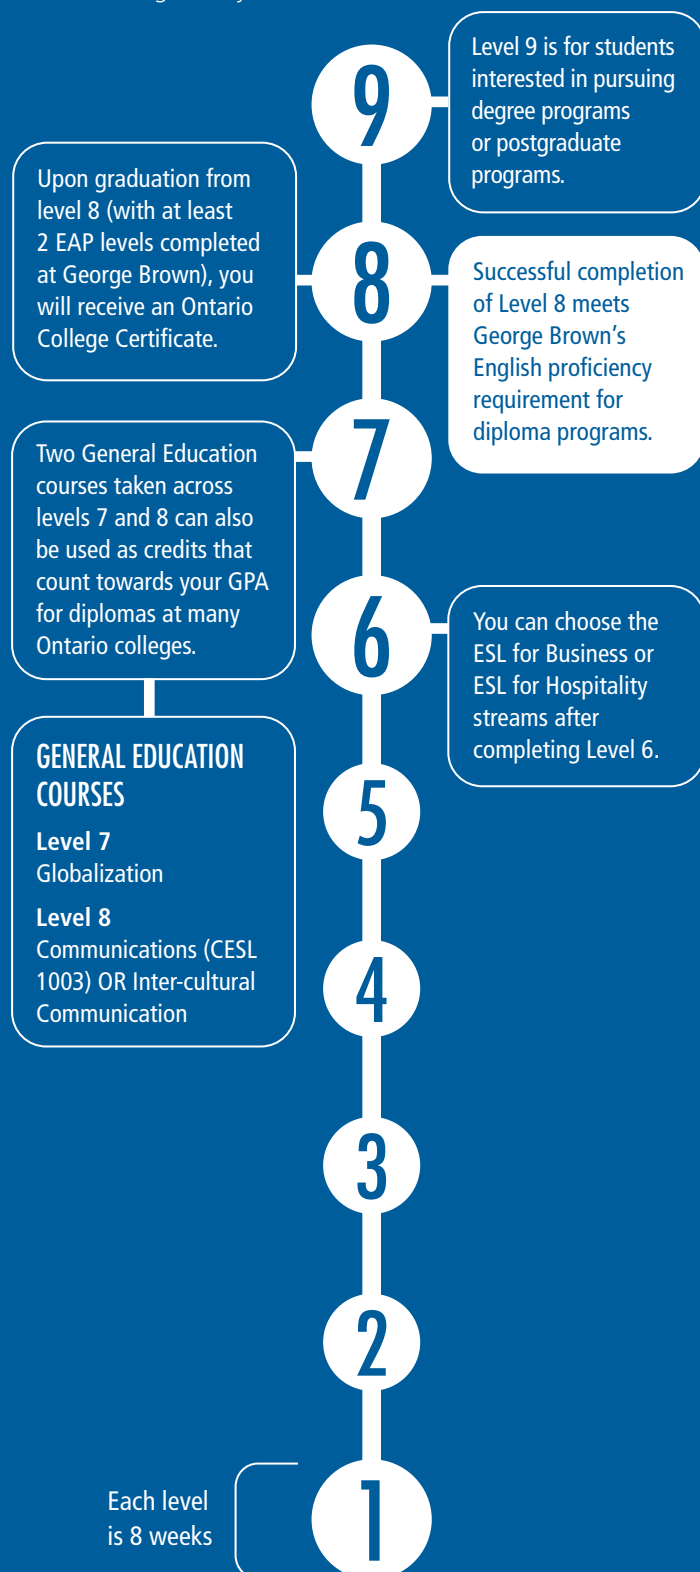 9
Level 9 is for students
interested in pursuing
degree programs
or postgraduate
programs.
Upon graduation from
level 8 (with at least
2 EAP levels completed
at George Brown), you
will receive an Ontario
College Certificate.
8
Successful completion
of Level 8 meets
George Brown’s
English proficiency
requirement for
diploma programs.
7
Two General Education
courses taken across
levels 7 and 8 can also
be used as credits that
count towards your GPA
for diplomas at many
Ontario colleges.
6
You can choose the
ESL for Business or
ESL for Hospitality
streams after
completing Level 6.
GENERAL EDUCATION
COURSES
Level 7
Globalization
Level 8
Communications (CESL
1003) OR Inter-cultural
Communication
5
4
3
2
Each level
is 8 weeks
1